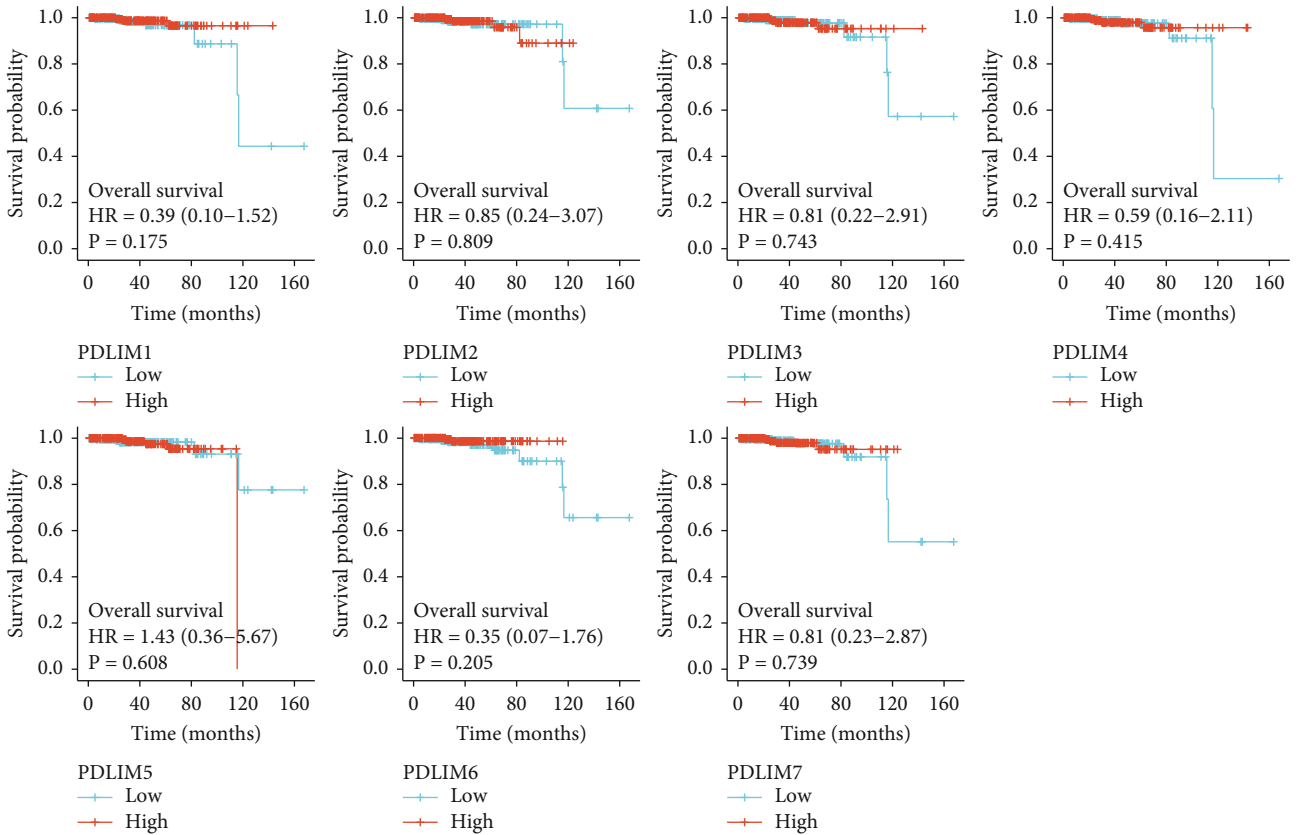 Survival probability
1.0
0.8
0.6
0.4
0.2
0.0
Overall survival
HR = 0.39 (0.10–1.52)
P = 0.175
0 40 80 120 160
Time (months)
PDLIM1
Low
High
Survival probability
1.0
0.8
0.6
0.4
0.2
0.0
Overall survival
HR = 0.85 (0.24–3.07)
P = 0.809
0 40 80 120 160
Time (months)
PDLIM2
Low
High
Survival probability
1.0
0.8
0.6
0.4
0.2
0.0
Overall survival
HR = 0.81 (0.22–2.91)
P = 0.743
0 40 80 120 160
Time (months)
PDLIM3
Low
High
Survival probability
1.0
0.8
0.6
0.4
0.2
0.0
Overall survival
HR = 0.59 (0.16–2.11)
P = 0.415
0 40 80 120 160
Time (months)
PDLIM4
Low
High
Survival probability
1.0
0.8
0.6
0.4
0.2
0.0
Overall survival
HR = 1.43 (0.36–5.67)
P = 0.608
0 40 80 120 160
Time (months)
PDLIM5
Low
High
Survival probability
1.0
0.8
0.6
0.4
0.2
0.0
Overall survival
HR = 0.35 (0.07–1.76)
P = 0.205
0 40 80 120 160
Time (months)
PDLIM6
Low
High
Survival probability
1.0
0.8
0.6
0.4
0.2
0.0
Overall survival
HR = 0.81 (0.23–2.87)
P = 0.739
0 40 80 120 160
Time (months)
PDLIM7
Low
High